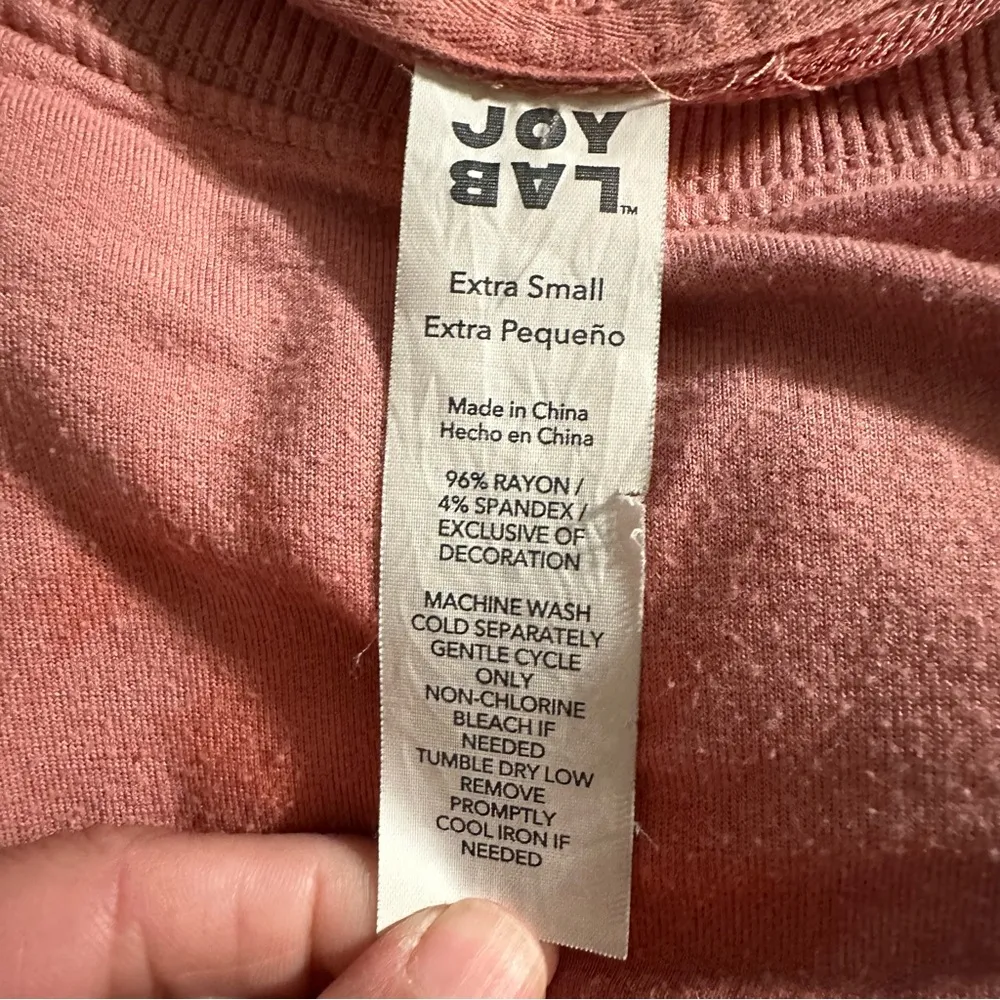 JOY
LAB™
Extra Small
Extra Pequeño
Made in China
Hecho en China
96% RAYON /
4% SPANDEX /
EXCLUSIVE OF
DECORATION
MACHINE WASH
COLD SEPARATELY
GENTLE CYCLE
ONLY
NON-CHLORINE
BLEACH IF
NEEDED
TUMBLE DRY LOW
REMOVE
PROMPTLY
COOL IRON IF
NEEDED